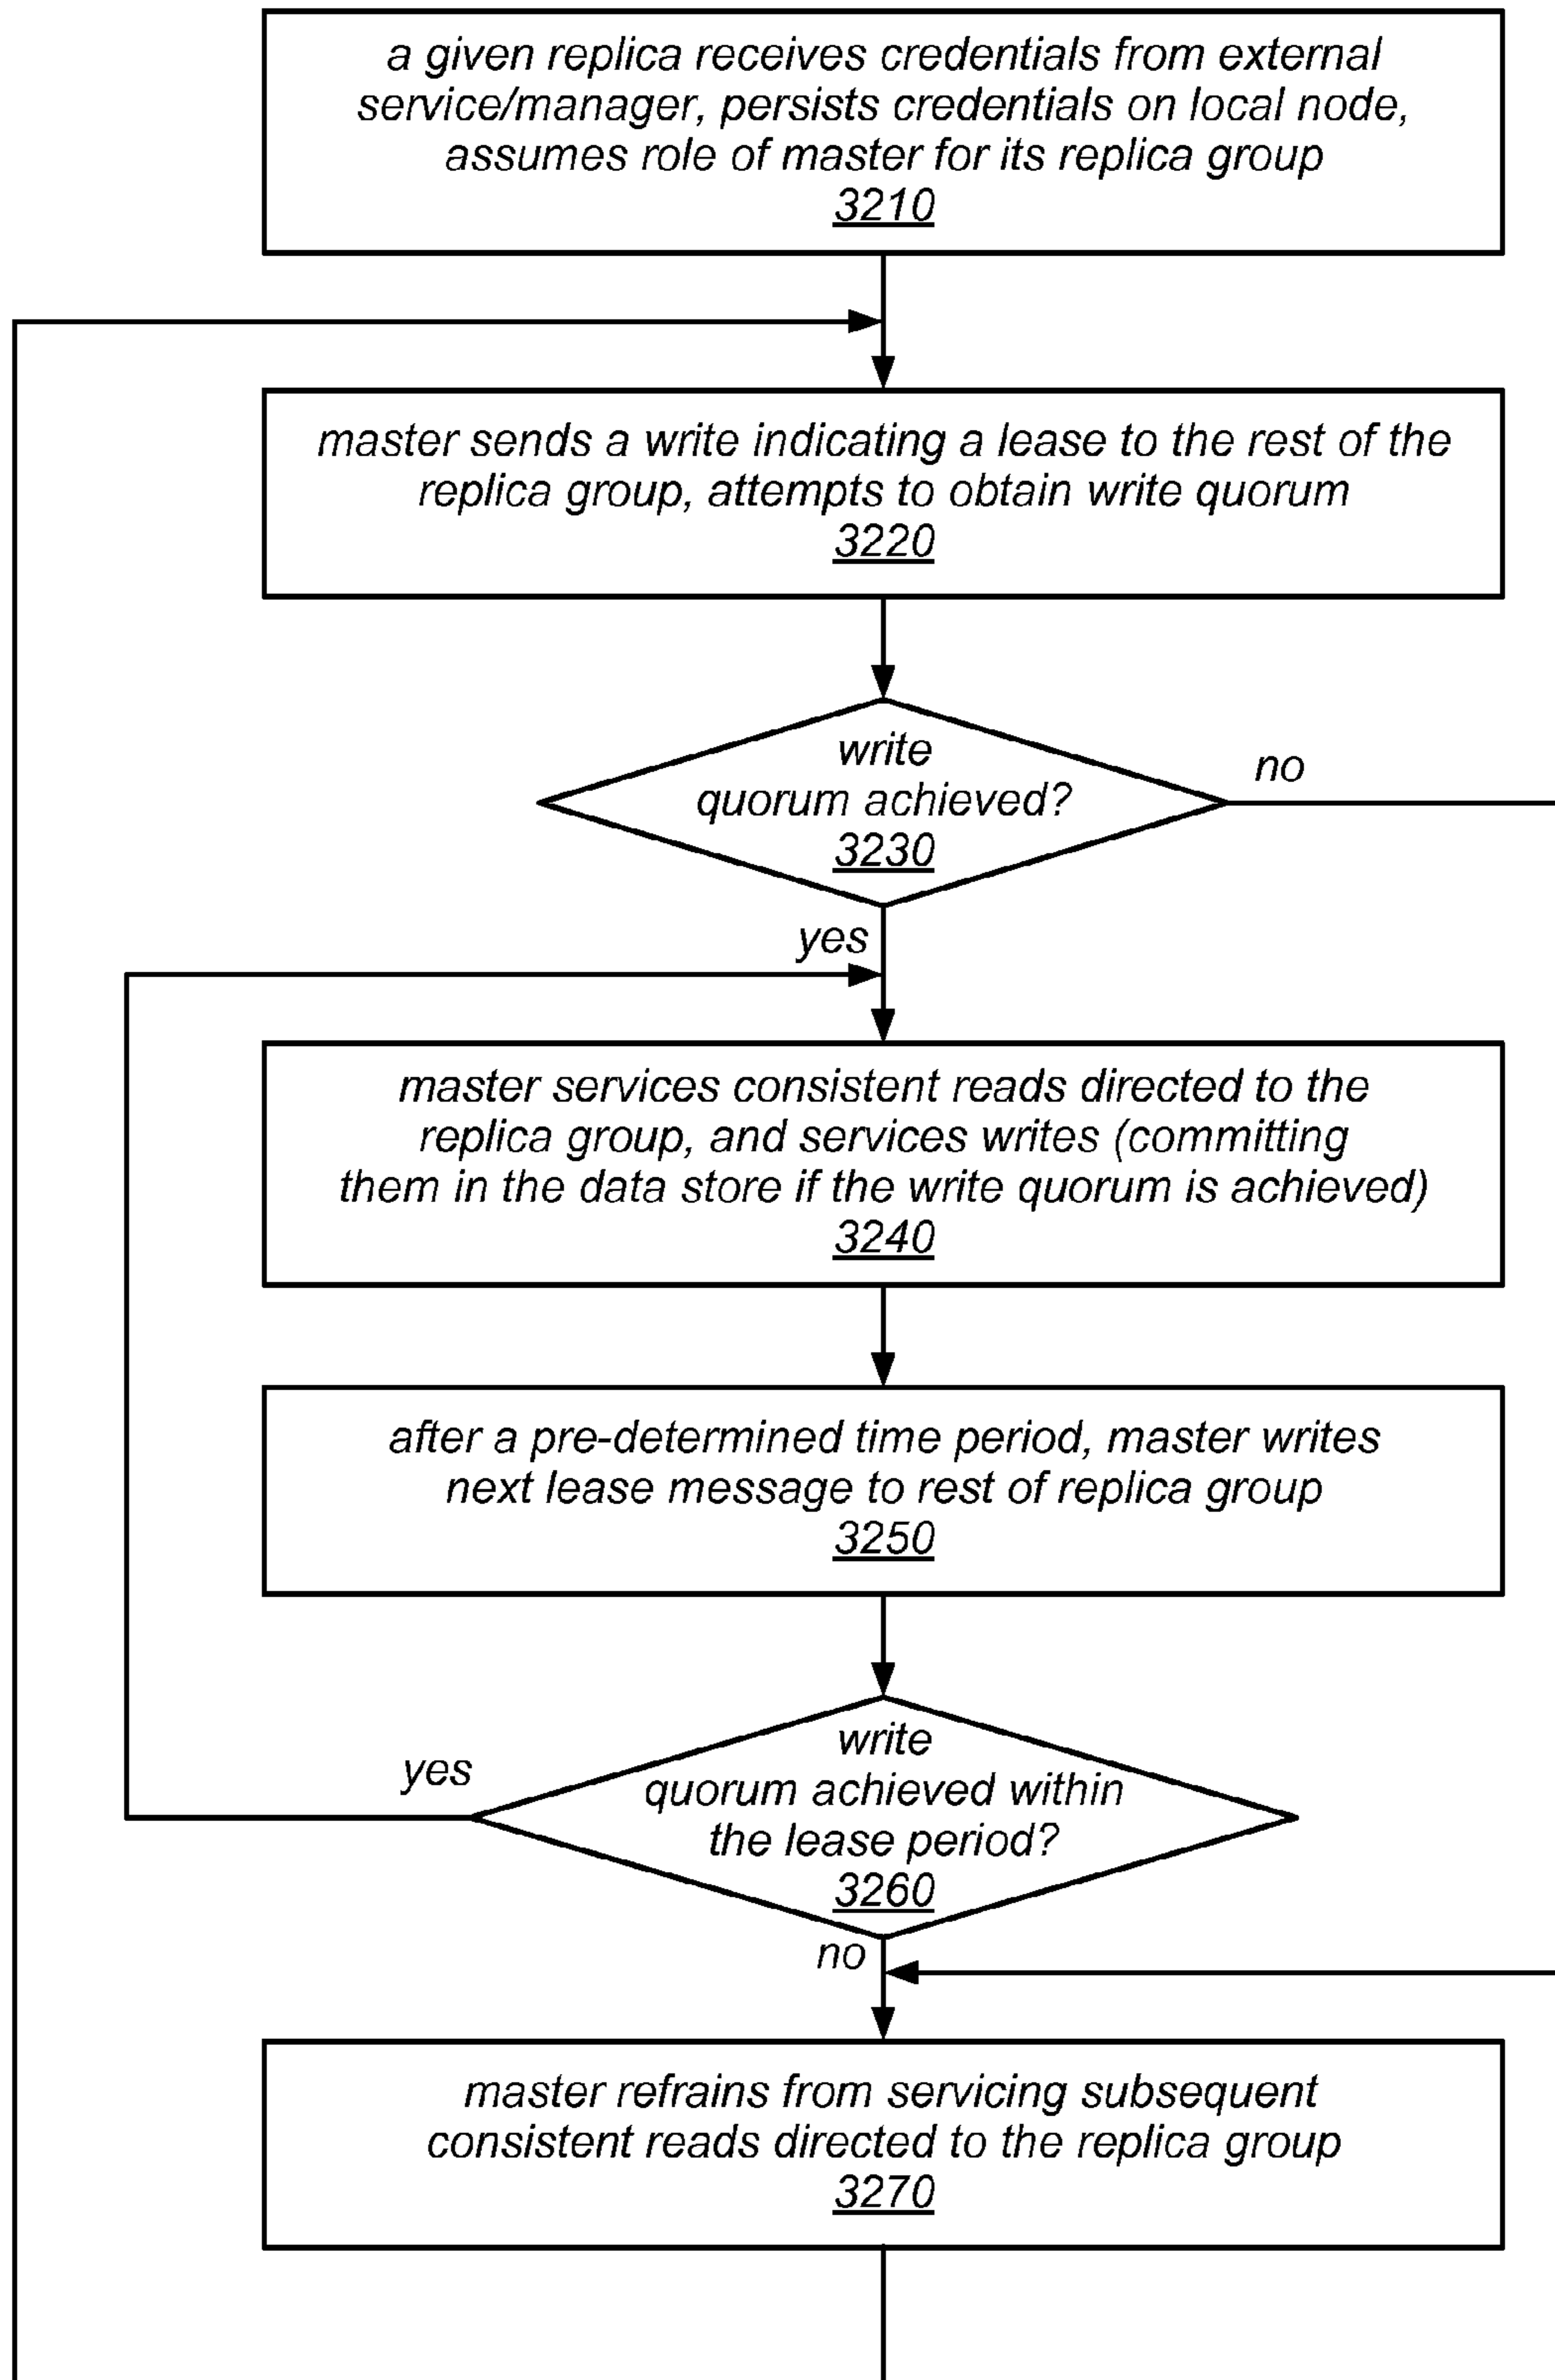 a given replica receives credentials from external
service/manager, persists credentials on local node,
assumes role of master for its replica group
3210
master sends a write indicating a lease to the rest of the
replica group, attempts to obtain write quorum
3220
write
quorum achieved?
3230
no
yes
master services consistent reads directed to the
replica group, and services writes (committing
them in the data store if the write quorum is achieved)
3240
after a pre-determined time period, master writes
next lease message to rest of replica group
3250
write
quorum achieved within
the lease period?
3260
yes
no
master refrains from servicing subsequent
consistent reads directed to the replica group
3270